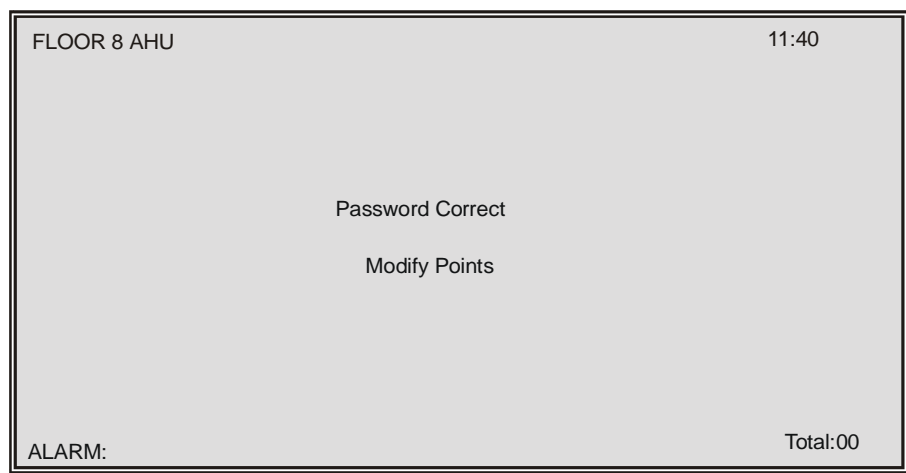 FLOOR 8 AHU 11:40
Password Correct
Modify Points
ALARM: Total:00